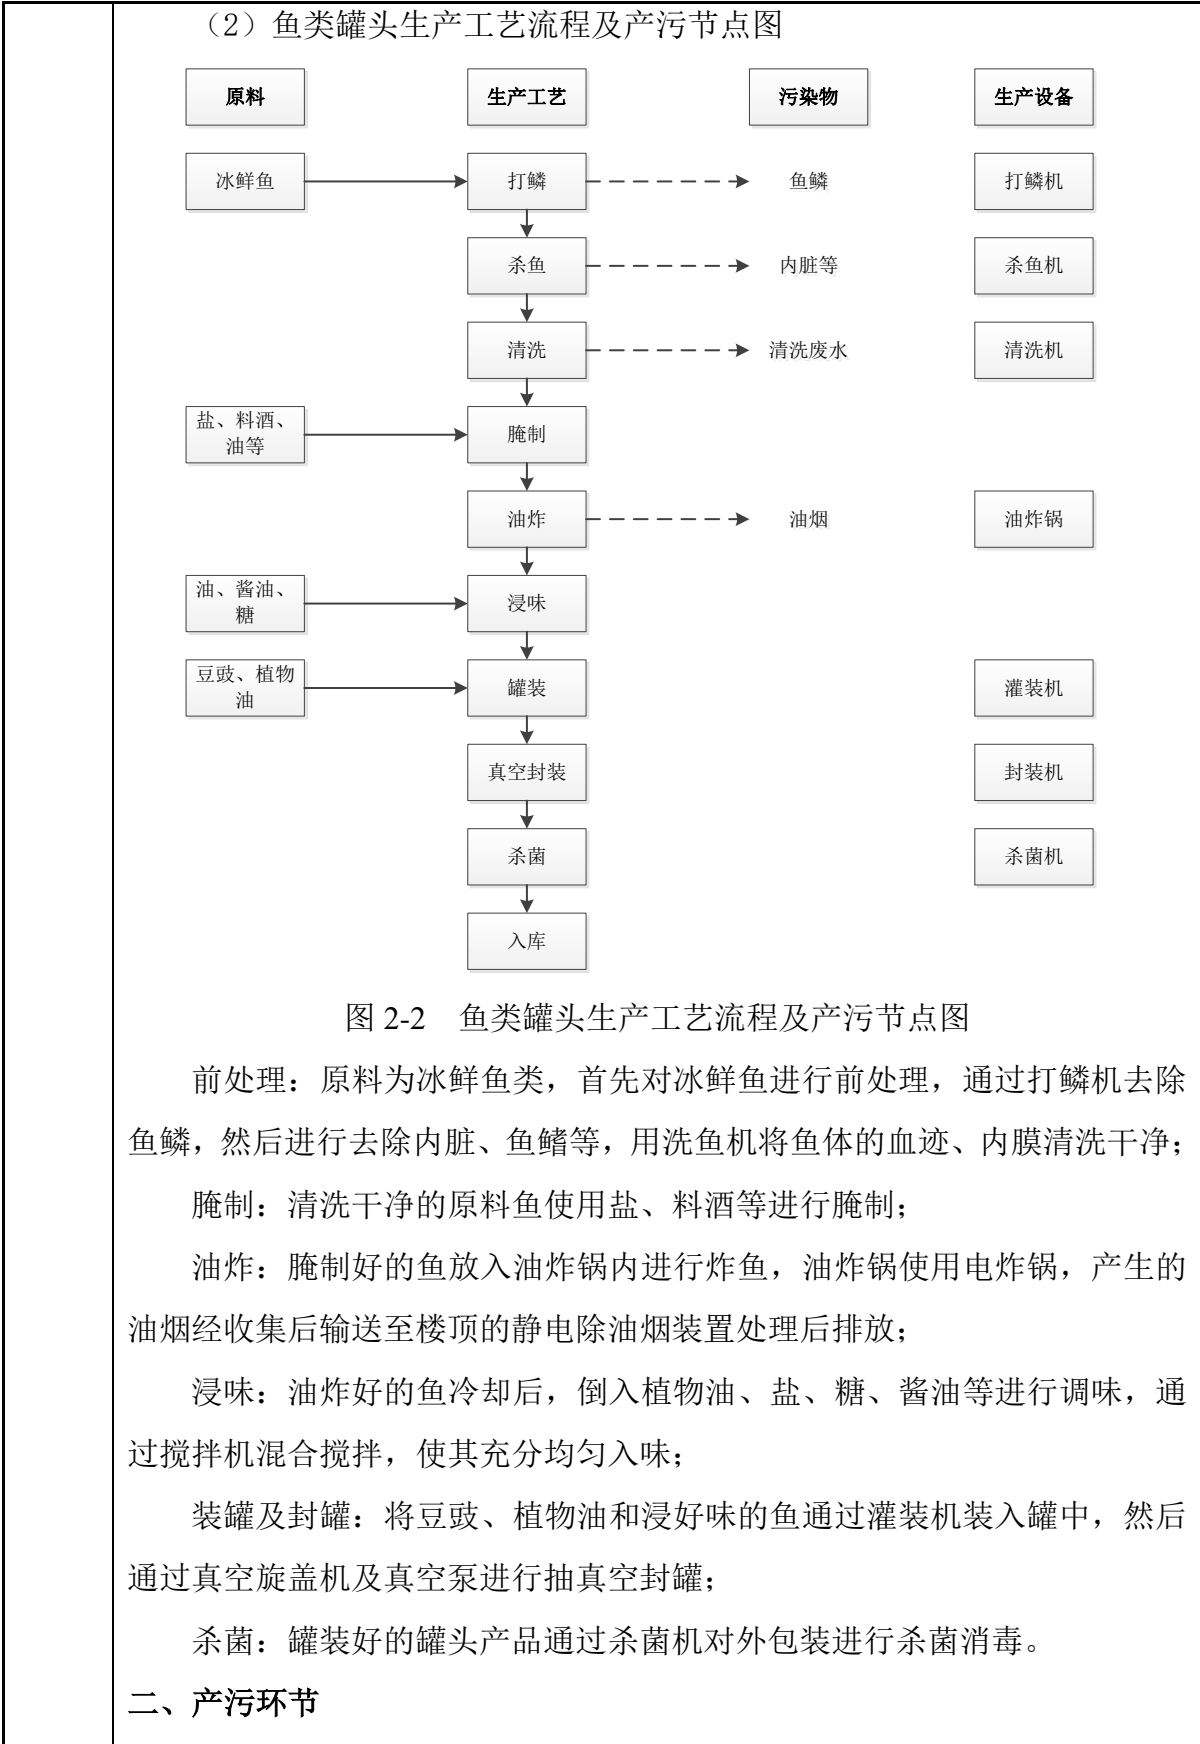 （2）鱼类罐头生产工艺流程及产污节点图
原料 生产工艺 污染物 生产设备
冰鲜鱼 打鳞 鱼鳞 打鳞机
杀鱼 内脏等 杀鱼机
清洗 清洗废水 清洗机
盐、料酒、
油等
腌制
油炸 油烟 油炸锅
油、酱油、
糖
浸味
豆豉、植物
油
罐装 灌装机
真空封装 封装机
杀菌 杀菌机
入库
图 2-2 鱼类罐头生产工艺流程及产污节点图
前处理：原料为冰鲜鱼类，首先对冰鲜鱼进行前处理，通过打鳞机去除
鱼鳞，然后进行去除内脏、鱼鳍等，用洗鱼机将鱼体的血迹、内膜清洗干净；
腌制：清洗干净的原料鱼使用盐、料酒等进行腌制；
油炸：腌制好的鱼放入油炸锅内进行炸鱼，油炸锅使用电炸锅，产生的
油烟经收集后输送至楼顶的静电除油烟装置处理后排放；
浸味：油炸好的鱼冷却后，倒入植物油、盐、糖、酱油等进行调味，通
过搅拌机混合搅拌，使其充分均匀入味；
装罐及封罐：将豆豉、植物油和浸好味的鱼通过灌装机装入罐中，然后
通过真空旋盖机及真空泵进行抽真空封罐；
杀菌：罐装好的罐头产品通过杀菌机对外包装进行杀菌消毒。
二、产污环节